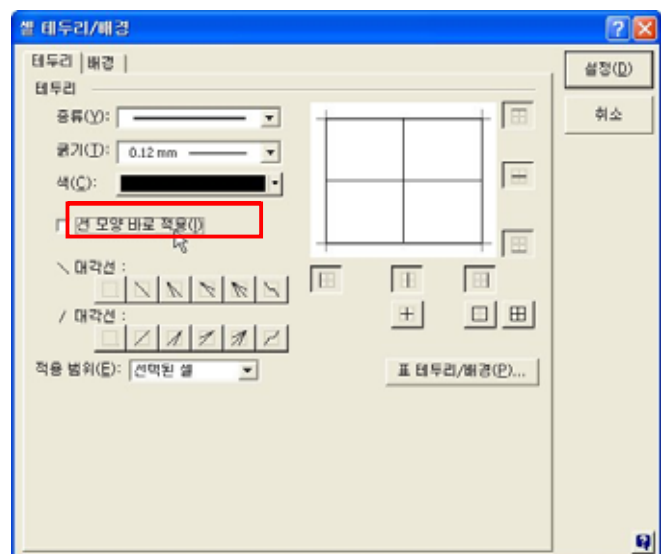 셀 테두리/배경
테두리
배경
설정(D)
테두리
종류(Y):
취소
굵기(T): 0.12 mm
색(C):
선 모양 바로 적용(I)
\ 대각선 :
/ 대각선 :
적용 범위(E): 선택된 셀
표 테두리/배경(P)...